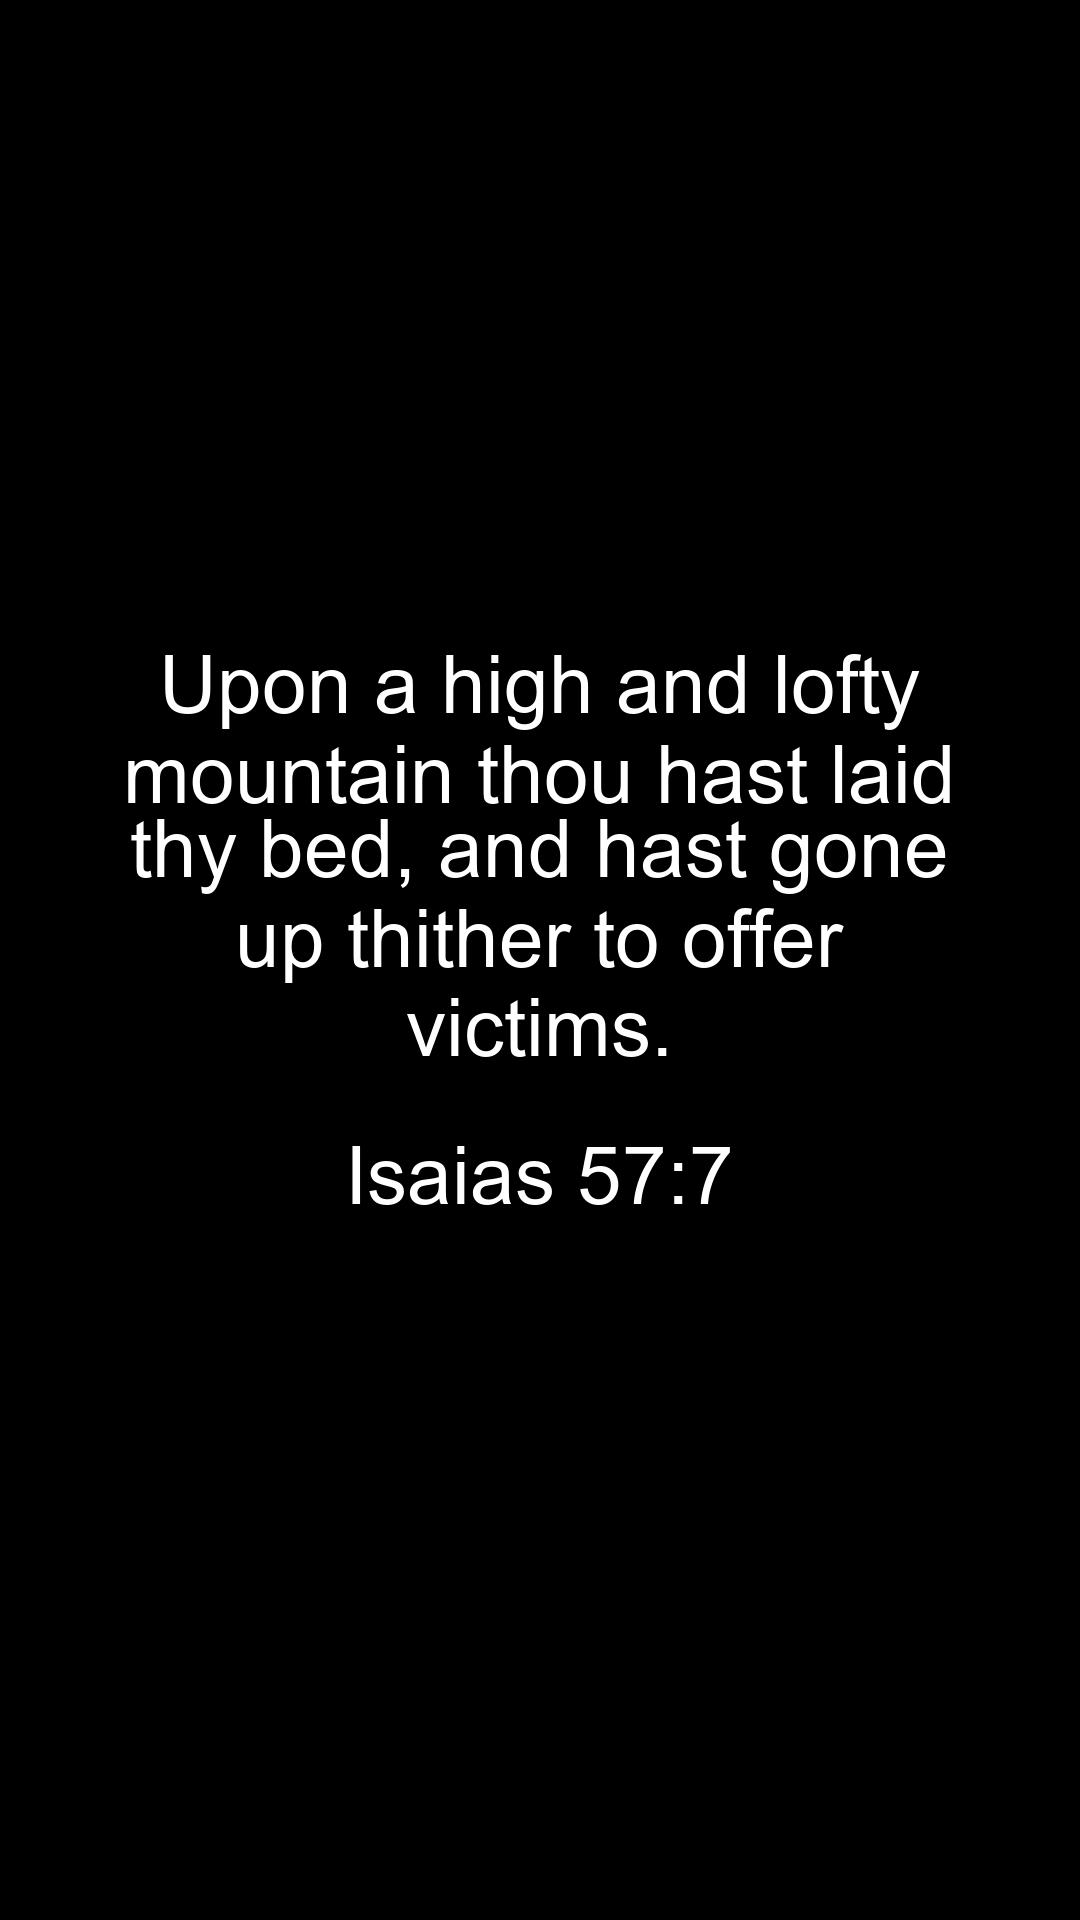 Upon a high and lofty
mountain thou hast laid
thy bed, and hast gone
up thither to offer
victims.
Isaias 57:7